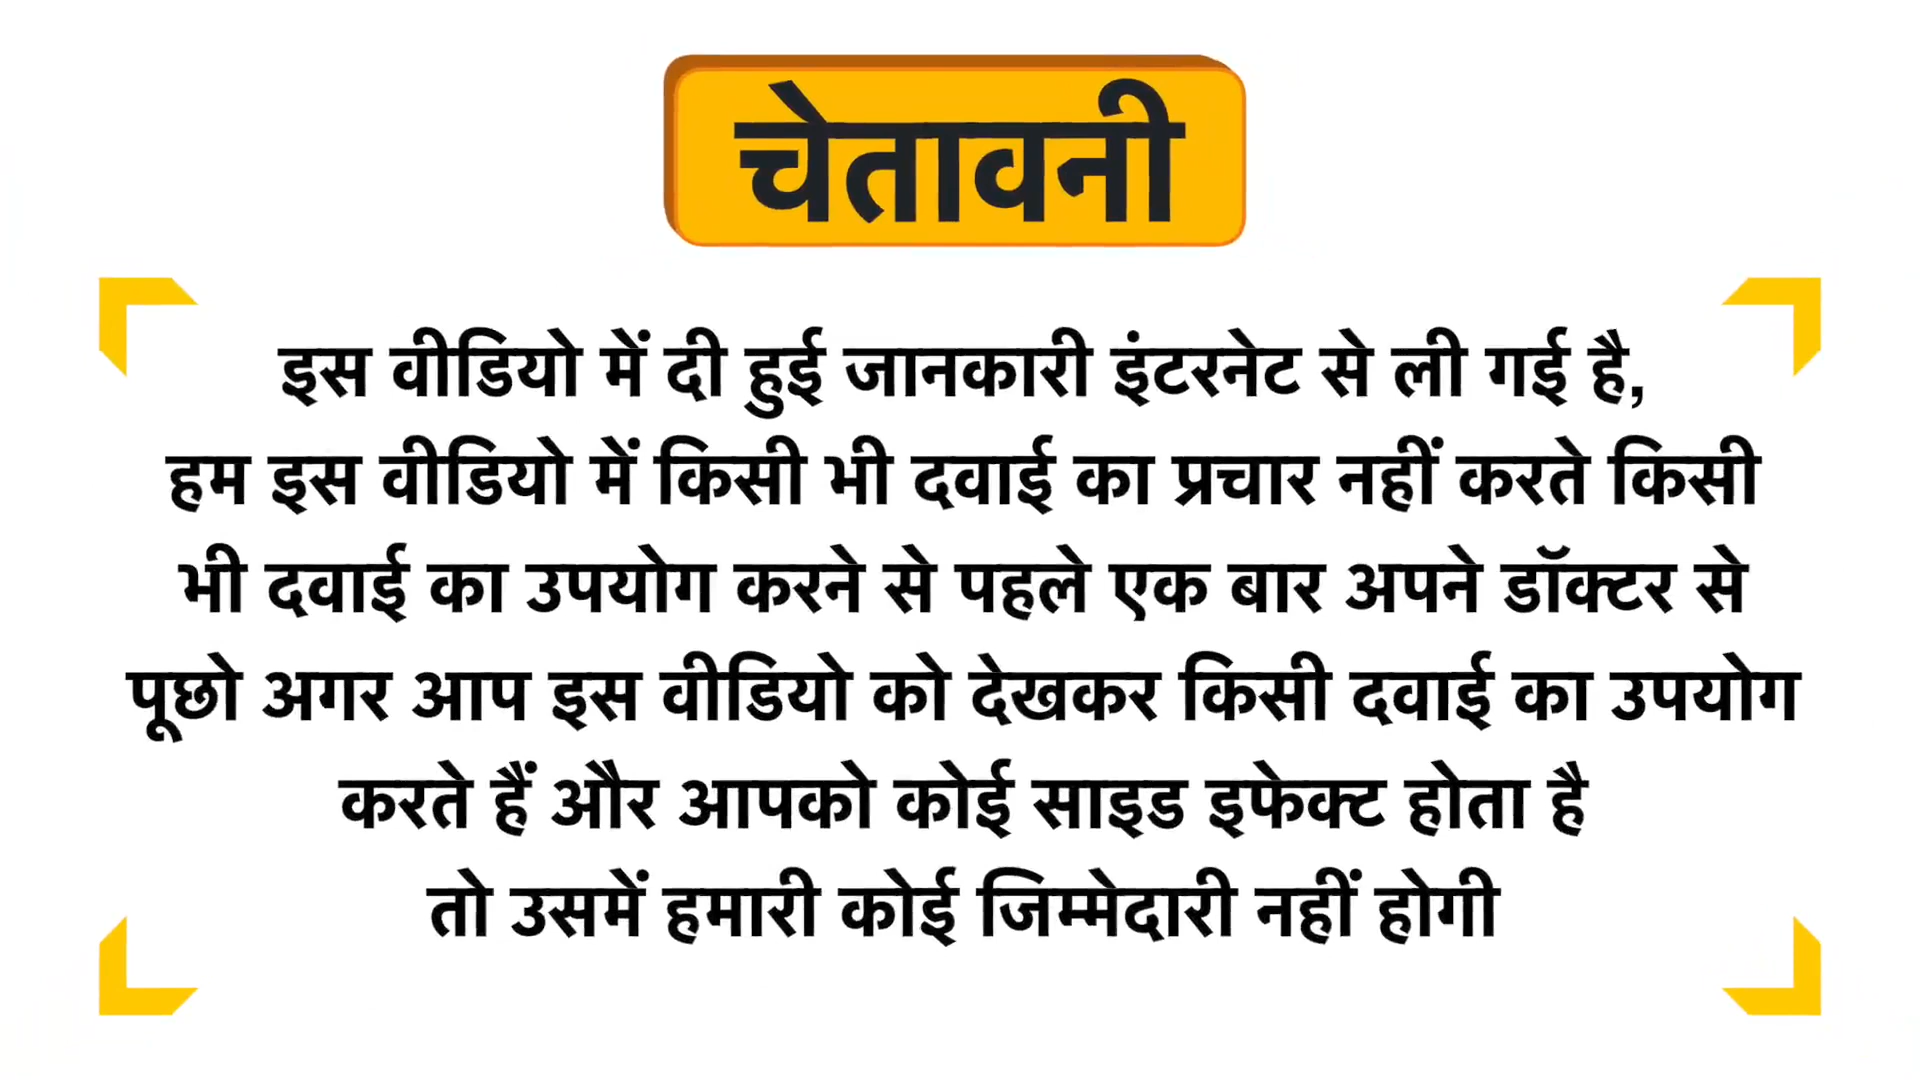 चेतावनी
इस वीडियो में दी हुई जानकारी इंटरनेट से ली गई है,
हम इस वीडियो में किसी भी दवाई का प्रचार नहीं करते किसी
भी दवाई का उपयोग करने से पहले एक बार अपने डॉक्टर से
पूछो अगर आप इस वीडियो को देखकर किसी दवाई का उपयोग
करते हैं और आपको कोई साइड इफेक्ट होता है
तो उसमें हमारी कोई जिम्मेदारी नहीं होगी